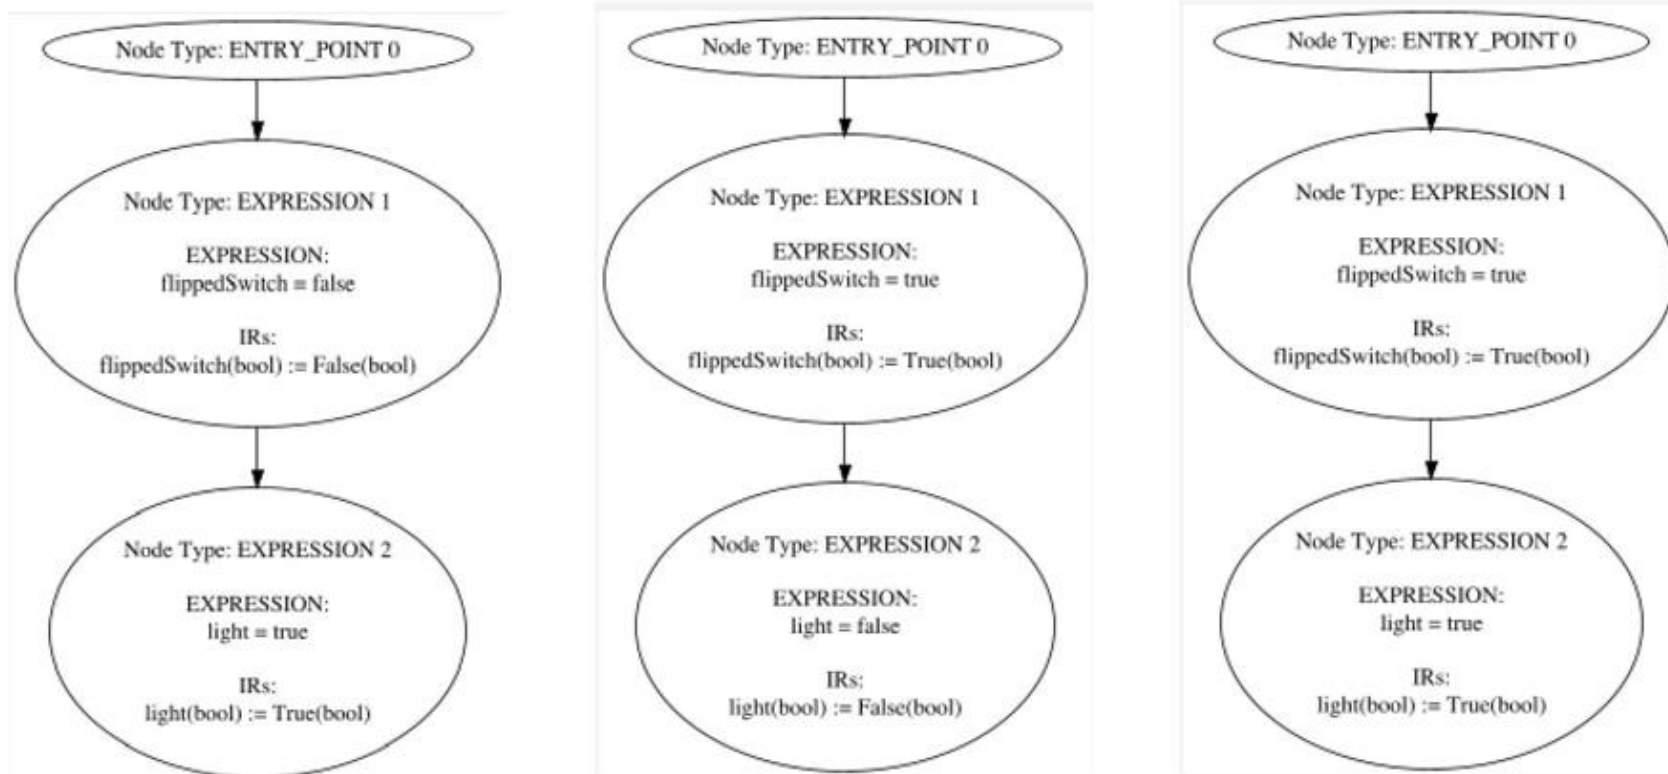 Node Type: ENTRY_POINT 0
Node Type: EXPRESSION 1
EXPRESSION:
flippedSwitch = false
IRs:
flippedSwitch(bool) := False(bool)
Node Type: EXPRESSION 2
EXPRESSION:
light = true
IRs:
light(bool) := True(bool)
Node Type: ENTRY_POINT 0
Node Type: EXPRESSION 1
EXPRESSION:
flippedSwitch = true
IRs:
flippedSwitch(bool) := True(bool)
Node Type: EXPRESSION 2
EXPRESSION:
light = false
IRs:
light(bool) := False(bool)
Node Type: ENTRY_POINT 0
Node Type: EXPRESSION 1
EXPRESSION:
flippedSwitch = true
IRs:
flippedSwitch(bool) := True(bool)
Node Type: EXPRESSION 2
EXPRESSION:
light = true
IRs:
light(bool) := True(bool)